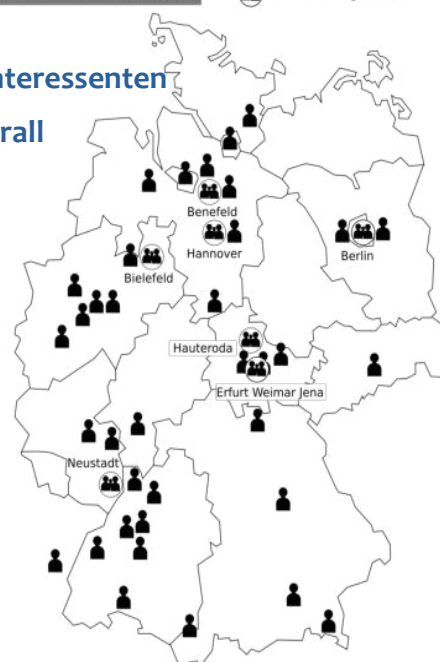 nteressenten
rall
Benefeld
Hannover
Berlin
Bielefeld
Hauteroda
Erfurt Weimar Jena
Neustadt